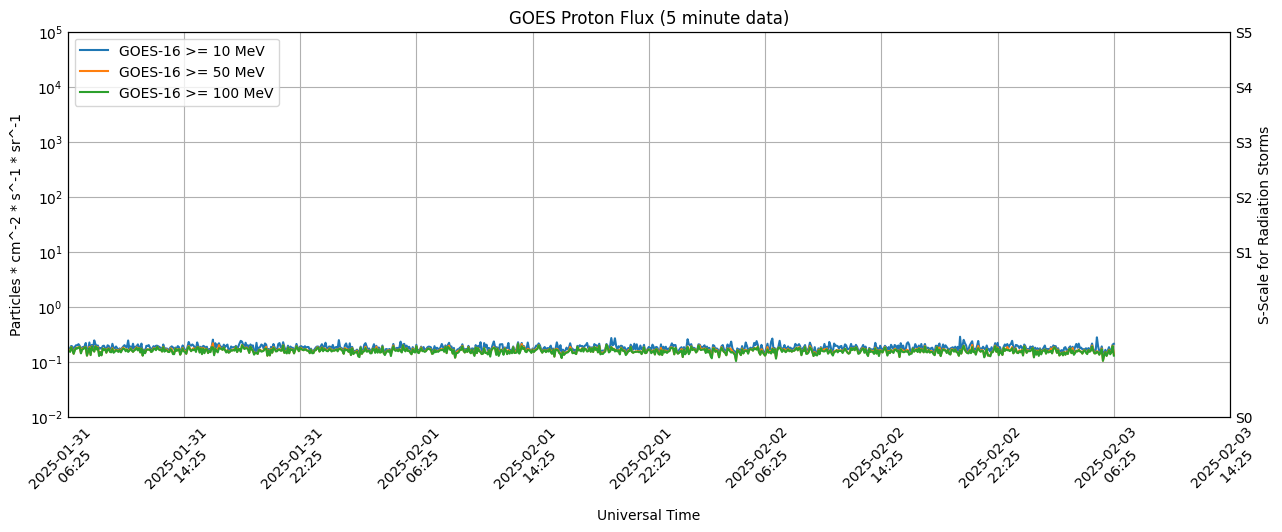 GOES Proton Flux (5 minute data)
GOES-16 >= 10 MeV
GOES-16 >= 50 MeV
GOES-16 >= 100 MeV
Particles * cm^-2 * s^-1 * sr^-1
10^5
10^4
10^3
10^2
10^1
10^0
10^-1
10^-2
S5
S4
S3
S2
S1
S0
S-Scale for Radiation Storms
2025-01-31
06:25
2025-01-31
14:25
2025-01-31
22:25
2025-02-01
06:25
2025-02-01
14:25
2025-02-01
22:25
2025-02-02
06:25
2025-02-02
14:25
2025-02-02
22:25
2025-02-03
06:25
2025-02-03
14:25
Universal Time